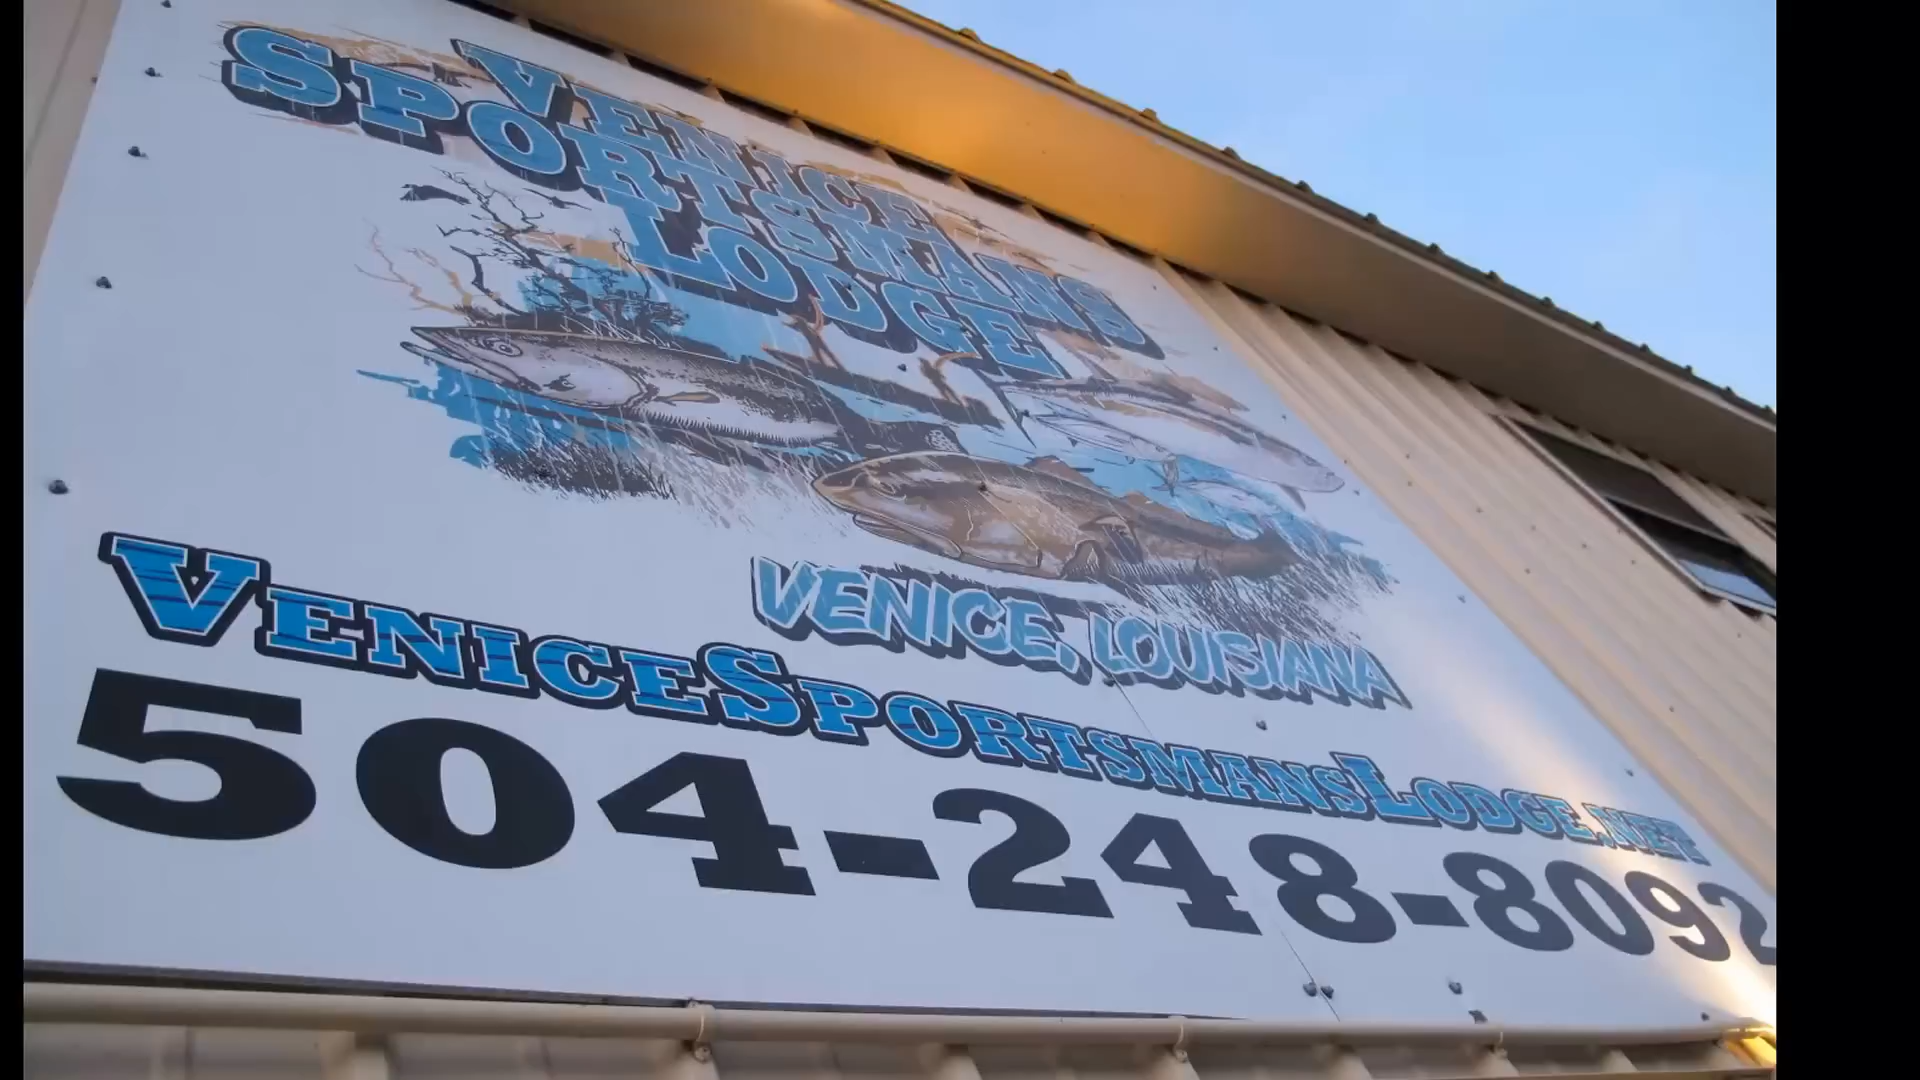 VENICE
SPORTSMANS
LODGE
VENICE, LOUISIANA
VENICESPORTSMANSLODGE.NET
504-248-8092